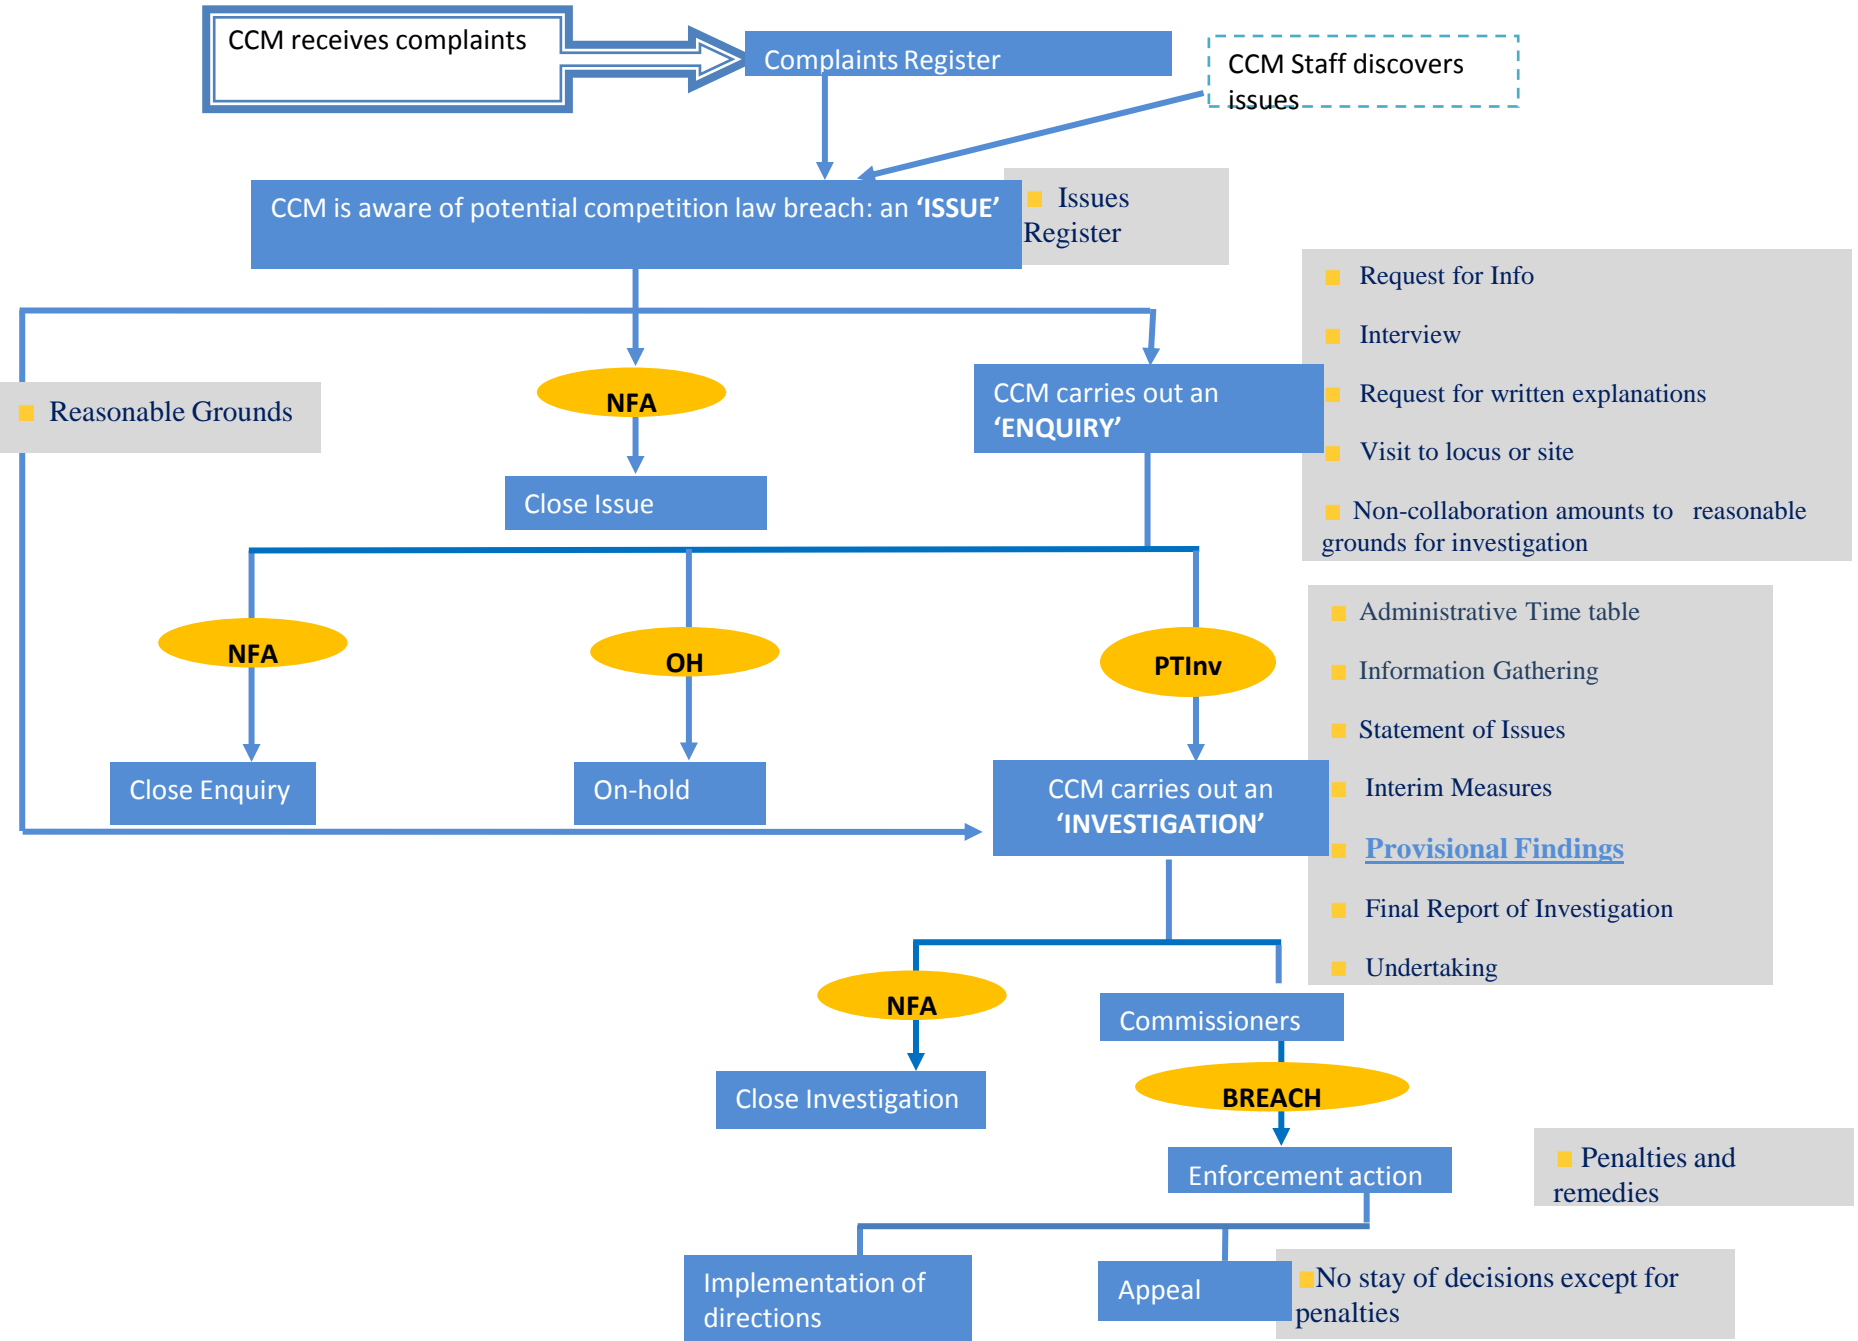 CCM receives complaints
Complaints Register
CCM Staff discovers
issues
CCM is aware of potential competition law breach: an ‘ISSUE’
■ Issues
Register
■ Request for Info
■ Interview
■ Request for written explanations
■ Visit to locus or site
■ Non-collaboration amounts to reasonable
grounds for investigation
■ Reasonable Grounds
NFA
CCM carries out an
‘ENQUIRY’
Close Issue
NFA
OH
PTInv
■ Administrative Time table
■ Information Gathering
■ Statement of Issues
■ Interim Measures
■ Provisional Findings
■ Final Report of Investigation
■ Undertaking
Close Enquiry
On-hold
CCM carries out an
‘INVESTIGATION’
NFA
Commissioners
Close Investigation
BREACH
Enforcement action
■ Penalties and
remedies
Implementation of
directions
Appeal
■No stay of decisions except for
penalties